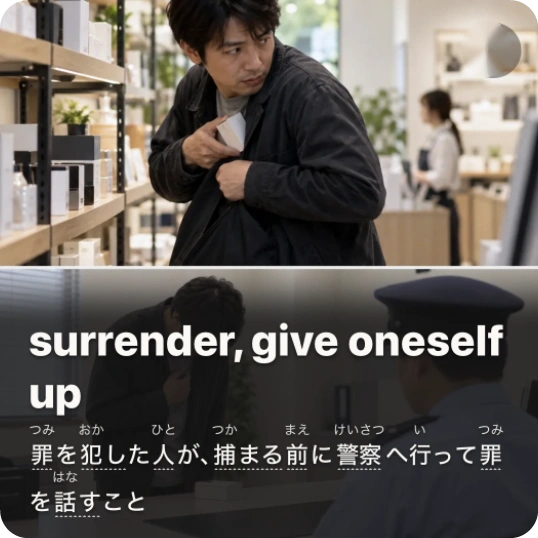 surrender, give oneself
up
つみ おか ひと つか まえ けいさつ い つみ
罪を犯した人が、捕まる前に警察へ行って罪
はな
を話すこと